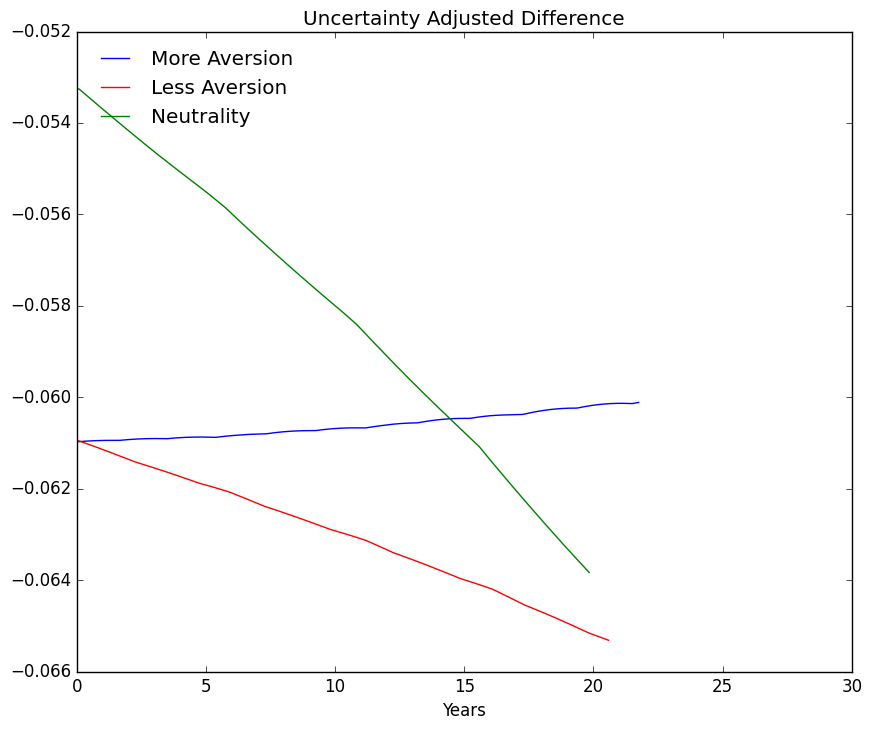 Uncertainty Adjusted Difference
−0.052
−0.054
−0.056
−0.058
−0.060
−0.062
−0.064
−0.066
More Aversion
Less Aversion
Neutrality
0 5 10 15 20 25 30
Years